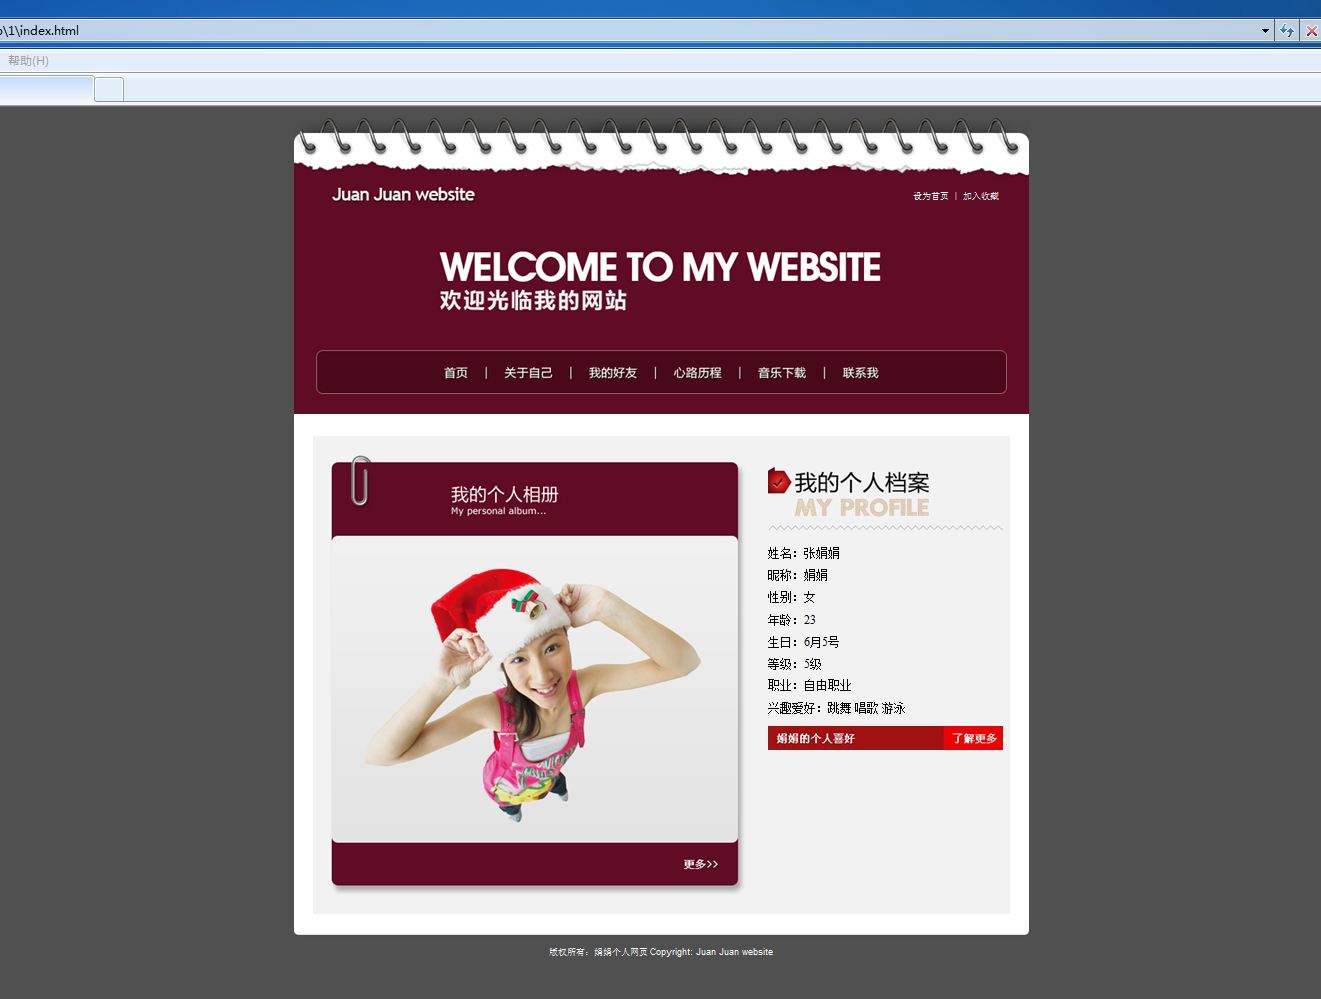 \1\index.html
帮助(H)
Juan Juan website
设为首页 | 加入收藏
WELCOME TO MY WEBSITE
欢迎光临我的网站
首页 | 关于自己 | 我的好友 | 心路历程 | 音乐下载 | 联系我
我的个人相册
My personal album...
更多>>
我的个人档案
MY PROFILE
姓名：张娟娟
昵称：娟娟
性别：女
年龄：23
生日：6月5号
等级：5级
职业：自由职业
兴趣爱好：跳舞 唱歌 游泳
娟娟的个人喜好 了解更多
版权所有：娟娟个人网页 Copyright: Juan Juan website